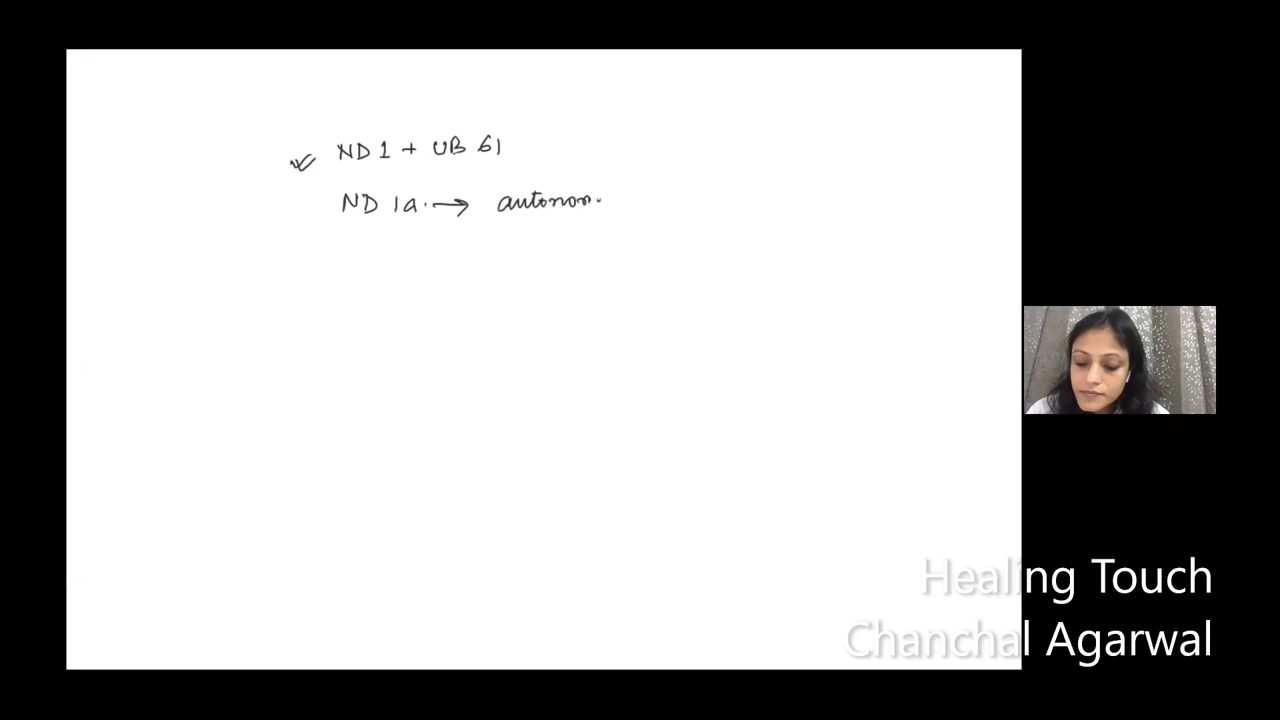 ND 1 + UB 61
ND 1a. → autonom.
Healing Touch
Chanchal Agarwal